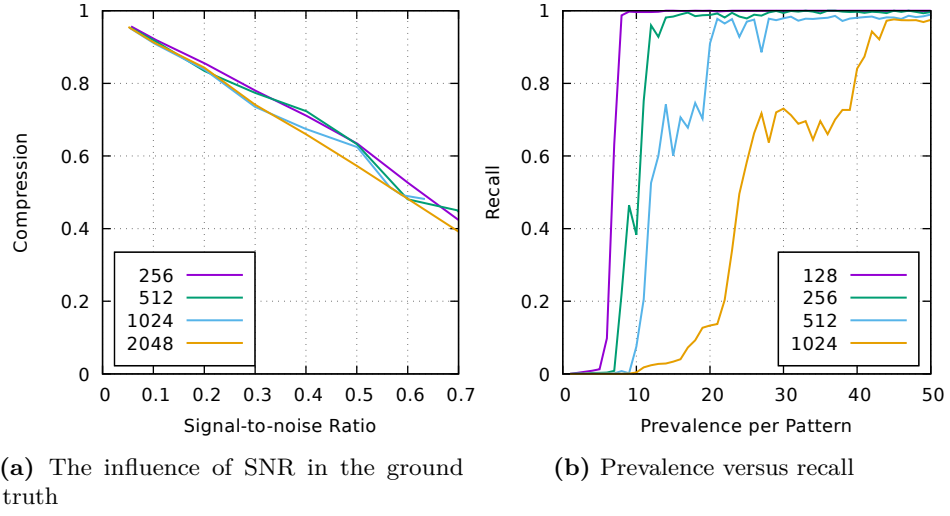 1
0.8
0.6
0.4
0.2
0
Compression
256
512
1024
2048
0 0.1 0.2 0.3 0.4 0.5 0.6 0.7
Signal-to-noise Ratio
(a) The influence of SNR in the ground
truth
1
0.8
0.6
0.4
0.2
0
Recall
128
256
512
1024
0 10 20 30 40 50
Prevalence per Pattern
(b) Prevalence versus recall